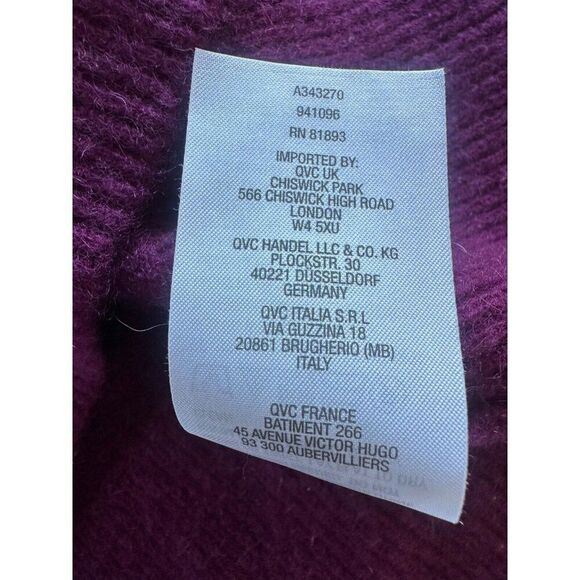 A343270
941096
RN 81893
IMPORTED BY:
QVC UK
CHISWICK PARK
566 CHISWICK HIGH ROAD
LONDON
W4 5XU
QVC HANDEL LLC & CO. KG
PLOCKSTR. 30
40221 DÜSSELDORF
GERMANY
QVC ITALIA S.R.L
VIA GUZZINA 18
20861 BRUGHERIO (MB)
ITALY
QVC FRANCE
BATIMENT 266
45 AVENUE VICTOR HUGO
93 300 AUBERVILLIERS